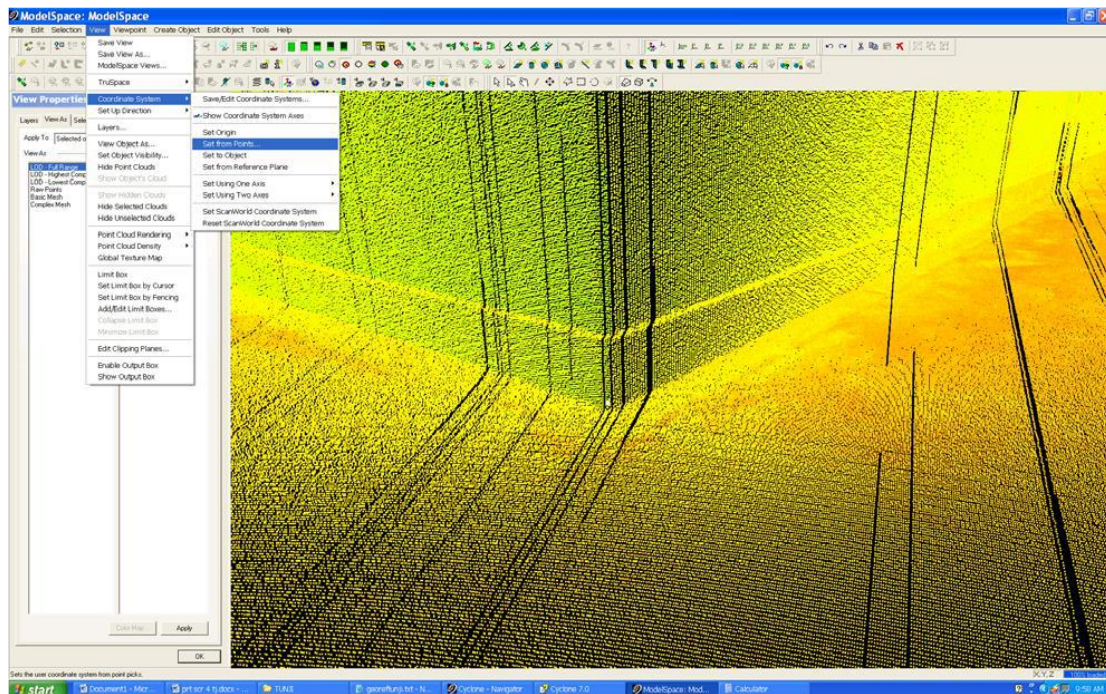 ModelSpace: ModelSpace
File Edit Selection View Viewpoint Create Object Edit Object Tools Help
Save View
Save View As...
ModelSpace Views...
TruSpace
Coordinate System
Set Up Direction
Layers...
View Object As...
Set Object Visibility...
Hide Point Clouds
Show Object's Cloud
Show Hidden Clouds
Hide Selected Clouds
Hide Unselected Clouds
Point Cloud Rendering
Point Cloud Density
Global Texture Map
Limit Box
Set Limit Box by Cursor
Set Limit Box by Fencing
Add/Edit Limit Boxes...
Collapse Limit Box
Minimize Limit Box
Edit Clipping Planes...
Enable Output Box
Show Output Box
Save/Edit Coordinate Systems...
Show Coordinate System Axes
Set Origin
Set from Points...
Set to Object
Set from Reference Plane
Set Using One Axis
Set Using Two Axes
Set ScanWorld Coordinate System
Reset ScanWorld Coordinate System
View Properties
Layers View As
Apply To Selected
View As
LOD - Full Range
LOD - Highest Comp
LOD - Lowest Comp
Raw Points
Basic Mesh
Complex Mesh
Color Map... Apply
OK
Sets the user coordinate system from point picks. X,Y,Z 100% loaded
start Document1 - Micr... prt scr 4 tj.docx - ... Cyclone - Navigator Cyclone 7.0 ModelSpace: Mod... Calculator 9:58 AM